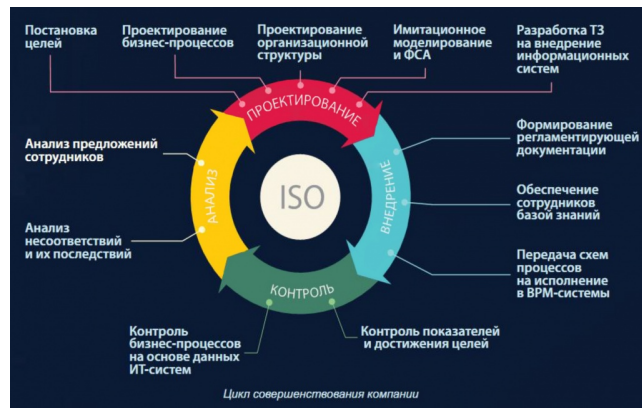 Постановка
целей
Проектирование
бизнес-процессов
Проектирование
организационной
структуры
Имитационное
моделирование
и ФСА
Разработка ТЗ
на внедрение
информационных
систем
ПРОЕКТИРОВАНИЕ
Анализ предложений
сотрудников
Анализ
несоответствий
и их последствий
АНАЛИЗ
ISO
ВНЕДРЕНИЕ
Формирование
регламентирующей
документации
Обеспечение
сотрудников
базой знаний
Передача схем
процессов
на исполнение
в BPM-системы
КОНТРОЛЬ
Контроль
бизнес-процессов
на основе данных
ИТ-систем
Контроль показателей
и достижения целей
Цикл совершенствования компании